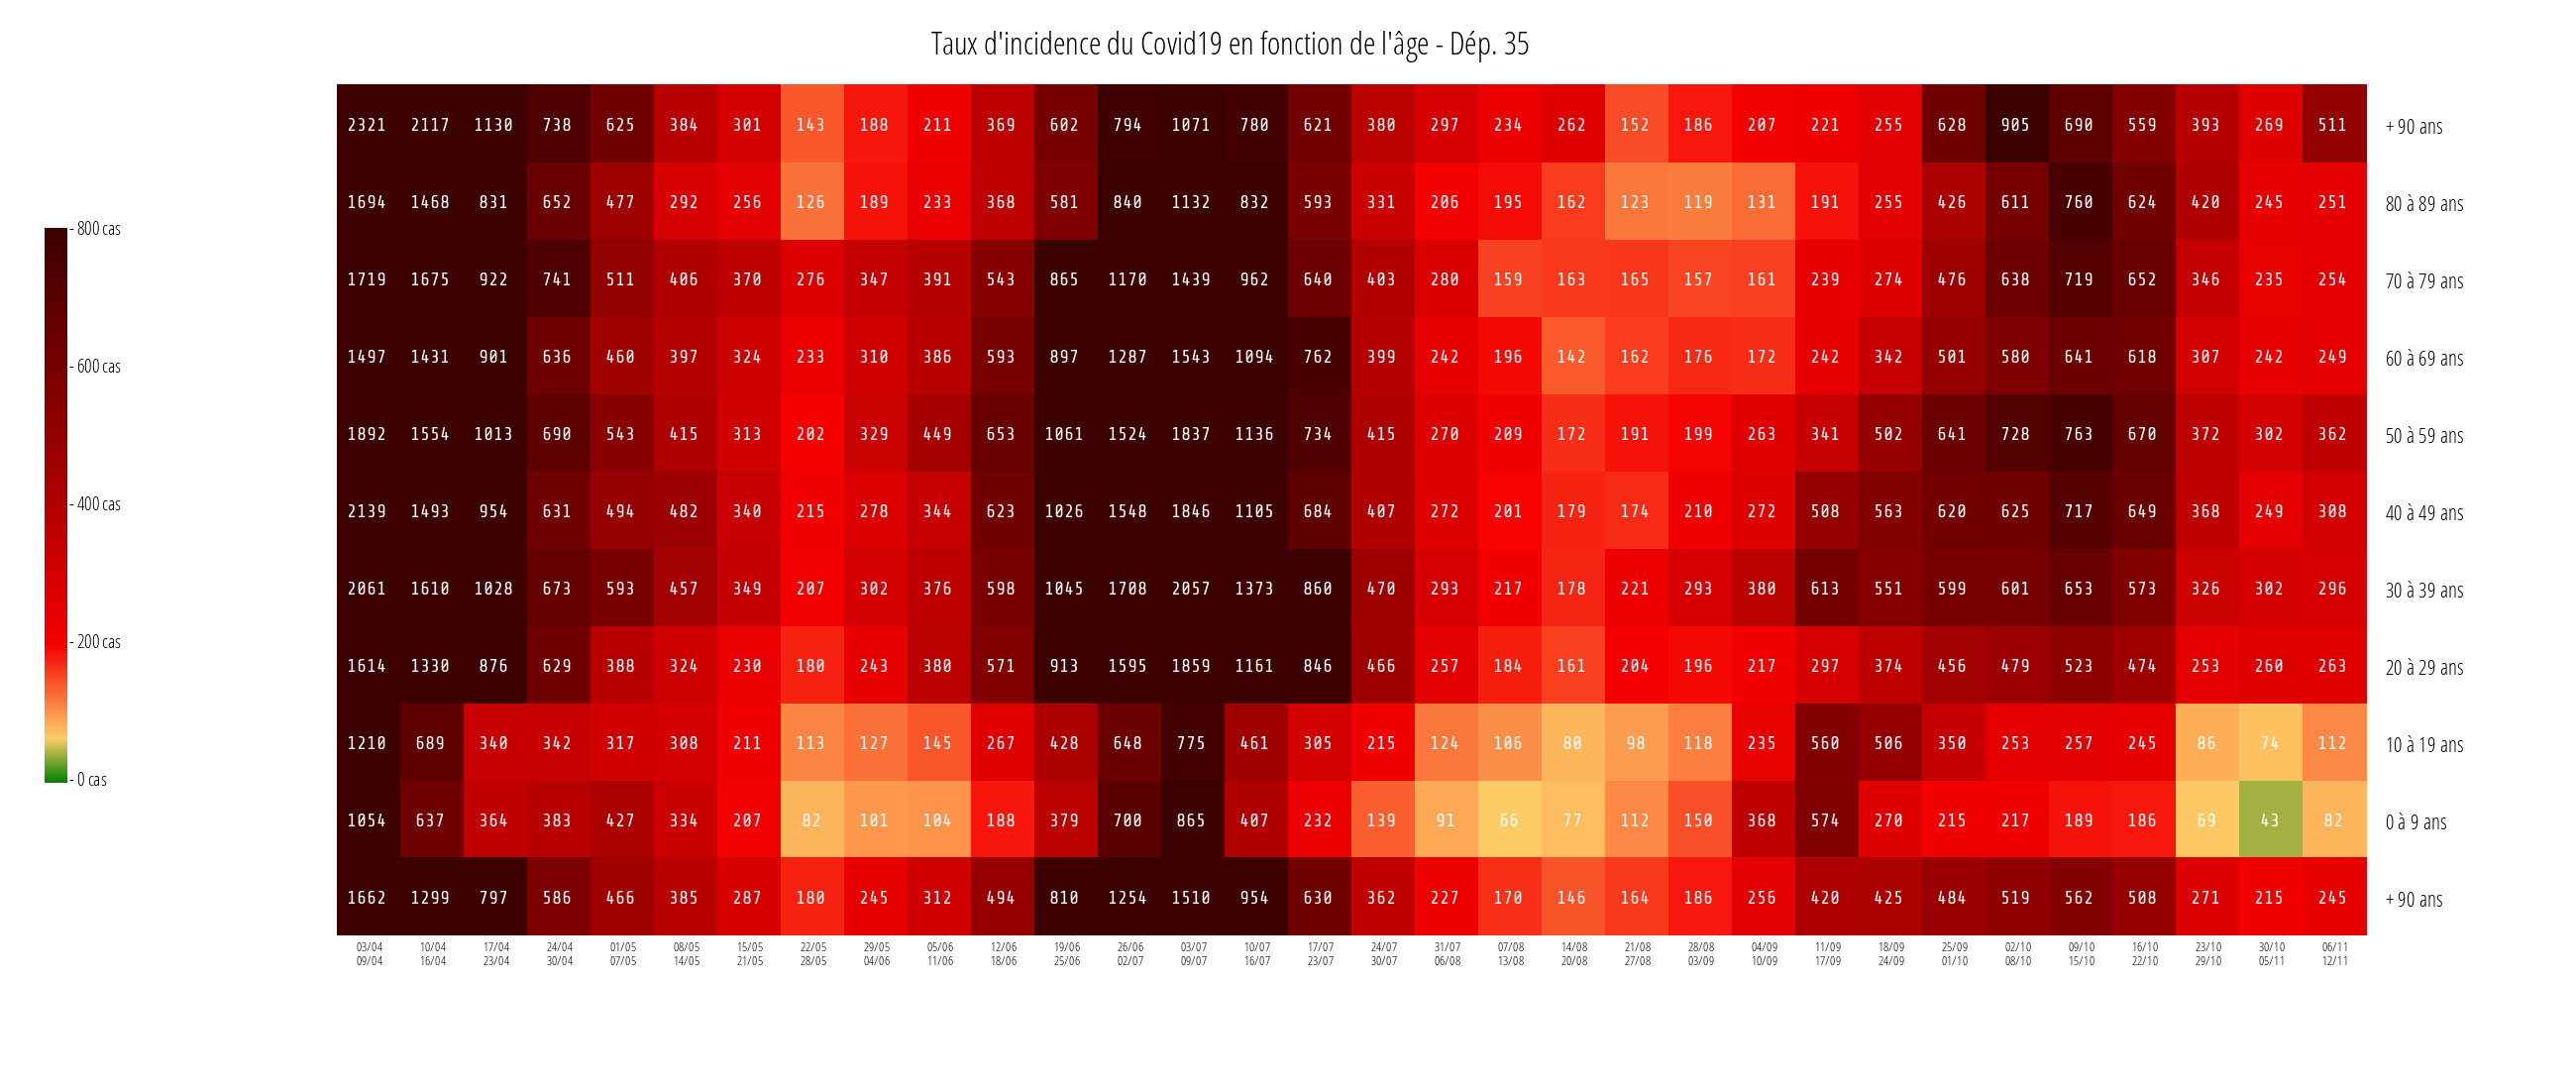 Taux d'incidence du Covid19 en fonction de l'âge - Dép. 35
2321 2117 1130 738 625 384 301 143 188 211 369 602 794 1071 780 621 380 297 234 262 152 186 207 221 255 628 905 690 559 393 269 511 + 90 ans
1694 1468 831 652 477 292 256 126 189 233 368 581 840 1132 832 593 331 206 195 162 123 119 131 191 255 426 611 760 624 420 245 251 80 à 89 ans
- 800 cas
1719 1675 922 741 511 406 370 276 347 391 543 865 1170 1439 962 640 403 280 159 163 165 157 161 239 274 476 638 719 652 346 235 254 70 à 79 ans
1497 1431 901 636 460 397 324 233 310 386 593 897 1287 1543 1094 762 399 242 196 142 162 176 172 242 342 501 580 641 618 307 242 249 60 à 69 ans
- 600 cas
1892 1554 1013 690 543 415 313 202 329 449 653 1061 1524 1837 1136 734 415 270 209 172 191 199 263 341 502 641 728 763 670 372 302 362 50 à 59 ans
- 400 cas
2139 1493 954 631 494 482 340 215 278 344 623 1026 1548 1846 1105 684 407 272 201 179 174 210 272 508 563 620 625 717 649 368 249 308 40 à 49 ans
2061 1610 1028 673 593 457 349 207 302 376 598 1045 1708 2057 1373 860 470 293 217 178 221 293 380 613 551 599 601 653 573 326 302 296 30 à 39 ans
- 200 cas
1614 1330 876 629 388 324 230 180 243 380 571 913 1595 1859 1161 846 466 257 184 161 204 196 217 297 374 456 479 523 474 253 260 263 20 à 29 ans
1210 689 340 342 317 308 211 113 127 145 267 428 648 775 461 305 215 124 106 80 98 118 235 560 506 350 253 257 245 86 74 112 10 à 19 ans
- 0 cas
1054 637 364 383 427 334 207 82 101 104 188 379 700 865 407 232 139 91 66 77 112 150 368 574 270 215 217 189 186 69 43 82 0 à 9 ans
1662 1299 797 586 466 385 287 180 245 312 494 810 1254 1510 954 630 362 227 170 146 164 186 256 420 425 484 519 562 508 271 215 245 + 90 ans
03/04 10/04 17/04 24/04 01/05 08/05 15/05 22/05 29/05 05/06 12/06 19/06 26/06 03/07 10/07 17/07 24/07 31/07 07/08 14/08 21/08 28/08 04/09 11/09 18/09 25/09 02/10 09/10 16/10 23/10 30/10 06/11
09/04 16/04 23/04 30/04 07/05 14/05 21/05 28/05 04/06 11/06 18/06 25/06 02/07 09/07 16/07 23/07 30/07 06/08 13/08 20/08 27/08 03/09 10/09 17/09 24/09 01/10 08/10 15/10 22/10 29/10 05/11 12/11